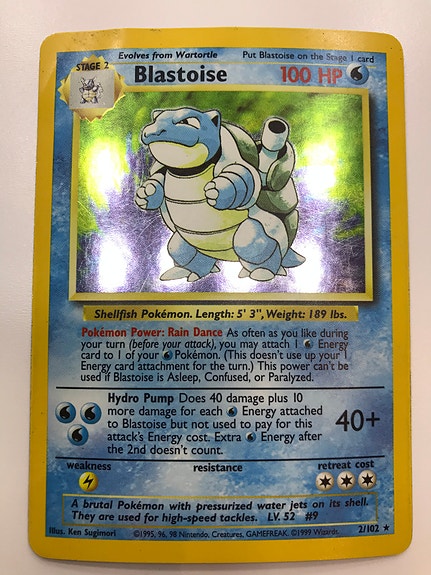 Evolves from Wartortle Put Blastoise on the Stage 1 card
STAGE 2
Blastoise 100 HP
Shellfish Pokémon. Length: 5' 3", Weight: 189 lbs.
Pokémon Power: Rain Dance As often as you like during
your turn (before your attack), you may attach 1 Energy
card to 1 of your Pokémon. (This doesn't use up your 1
Energy card attachment for the turn.) This power can't be
used if Blastoise is Asleep, Confused, or Paralyzed.
Hydro Pump Does 40 damage plus 10
more damage for each Energy attached
to Blastoise but not used to pay for this
attack's Energy cost. Extra Energy after
the 2nd doesn't count.
40+
weakness resistance retreat cost
A brutal Pokémon with pressurized water jets on its shell.
They are used for high-speed tackles. LV. 52 #9
Illus. Ken Sugimori ©1995, 96, 98 Nintendo, Creatures, GAMEFREAK. ©1999 Wizards. 2/102 ★